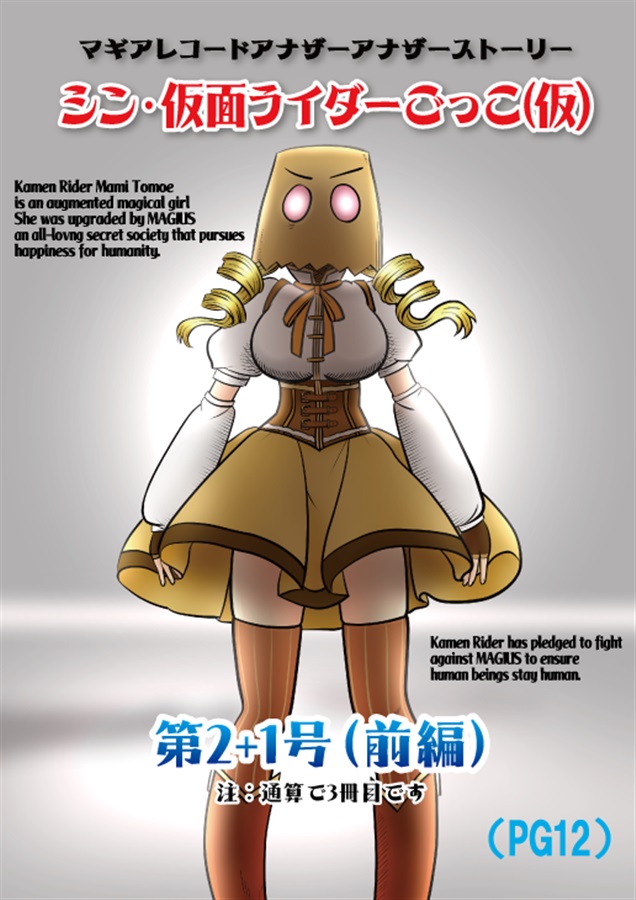 マギアレコードアナザーアナザーストーリー
シン・仮面ライダーごっこ(仮)
Kamen Rider Mami Tomoe
is an augmented magical girl
She was upgraded by MAGIUS
an all-lovng secret society that pursues
happiness for humanity.
Kamen Rider has pledged to fight
against MAGIUS to ensure
human beings stay human.
第2+1号(前編)
注:通算で3冊目です
(PG12)